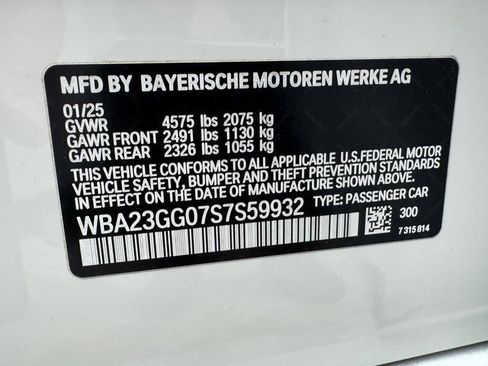 MFD BY BAYERISCHE MOTOREN WERKE AG
01/25
GVWR 4575 lbs 2075 kg
GAWR FRONT 2491 lbs 1130 kg
GAWR REAR 2326 lbs 1055 kg
THIS VEHICLE CONFORMS TO ALL APPLICABLE U.S.FEDERAL MOTOR
VEHICLE SAFETY, BUMPER AND THEFT PREVENTION STANDARDS
IN EFFECT ON THE DATE OF MANUFACTURE SHOWN ABOVE.
WBA23GG07S7S59932 TYPE: PASSENGER CAR
300
7 315 814